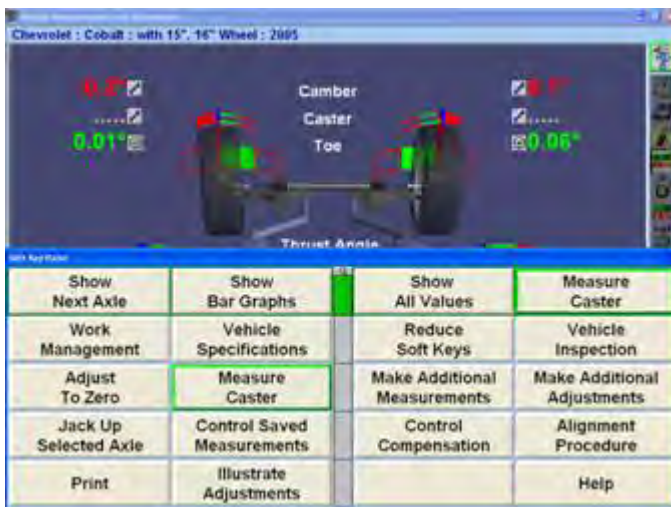 Chevrolet : Cobalt : with 15", 16" Wheel : 2005
Camber
Caster
.....
.....
0.01°
Toe
0.06°
Thrust Angle
Show
Next Axle
Show
Bar Graphs
Show
All Values
Measure
Caster
Work
Management
Vehicle
Specifications
Reduce
Soft Keys
Vehicle
Inspection
Adjust
To Zero
Measure
Caster
Make Additional
Measurements
Make Additional
Adjustments
Jack Up
Selected Axle
Control Saved
Measurements
Control
Compensation
Alignment
Procedure
Print
Illustrate
Adjustments
Help